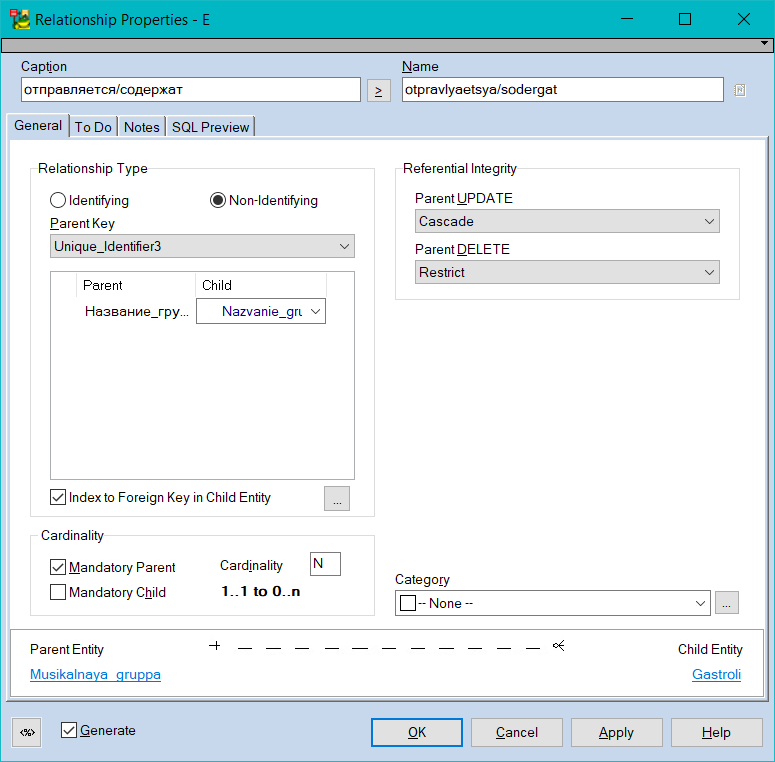 Relationship Properties - E
Caption
Name
отправляется/содержат
>
otpravlyaetsya/sodergat
General
To Do
Notes
SQL Preview
Relationship Type
Identifying
Non-Identifying
Parent Key
Unique_Identifier3
Parent
Child
Название_гру...
Nazvanie_gru
Index to Foreign Key in Child Entity
...
Referential Integrity
Parent UPDATE
Cascade
Parent DELETE
Restrict
Cardinality
Mandatory Parent
Cardinality
N
Mandatory Child
1..1 to 0..n
Category
-- None --
...
Parent Entity
Child Entity
Musikalnaya_gruppa
Gastroli
<%>
Generate
OK
Cancel
Apply
Help